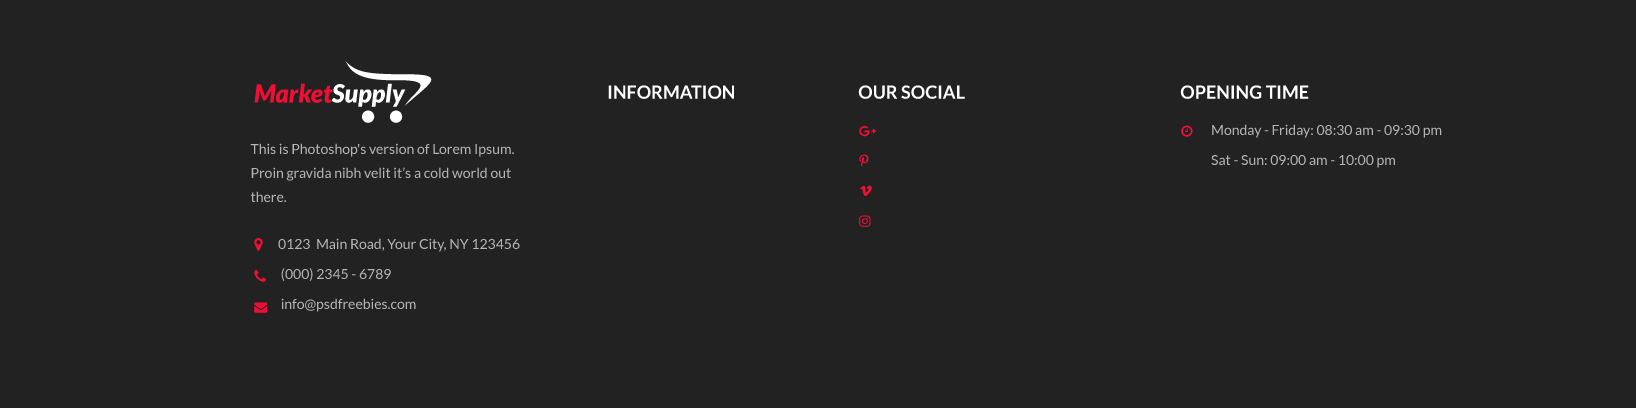 MarketSupply
This is Photoshop's version of Lorem Ipsum.
Proin gravida nibh velit it's a cold world out
there.
0123 Main Road, Your City, NY 123456
(000) 2345 - 6789
info@psdfreebies.com
INFORMATION
OUR SOCIAL
G+
OPENING TIME
Monday - Friday: 08:30 am - 09:30 pm
Sat - Sun: 09:00 am - 10:00 pm